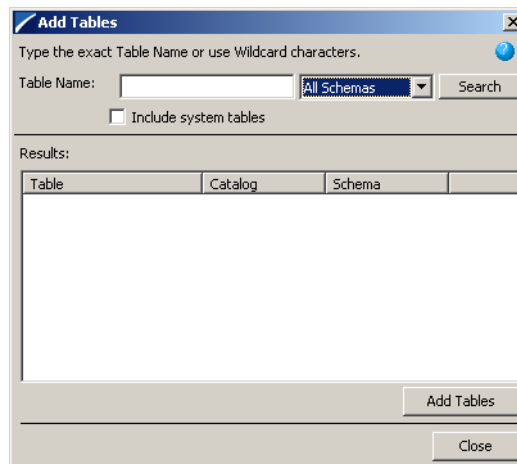 Add Tables
Type the exact Table Name or use Wildcard characters.
?
Table Name:
All Schemas
Search
Include system tables
Results:
Table
Catalog
Schema
Add Tables
Close